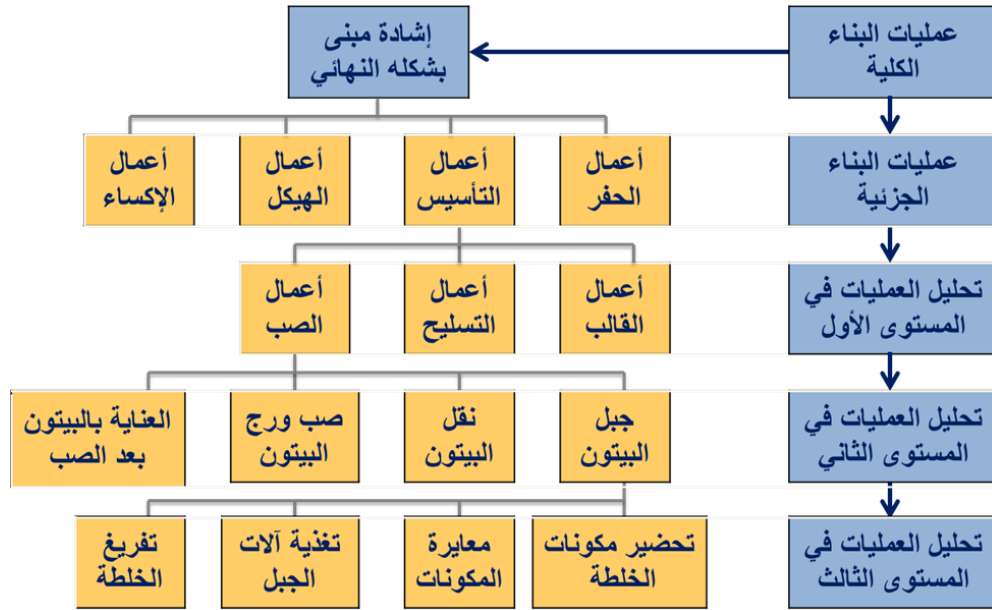 عمليات البناء
الكلية
إشادة مبنى
بشكله النهائي
عمليات البناء
الجزئية
أعمال
الحفر
أعمال
التأسيس
أعمال
الهيكل
أعمال
الإكساء
تحليل العمليات في
المستوى الأول
أعمال
القالب
أعمال
التسليح
أعمال
الصب
تحليل العمليات في
المستوى الثاني
جبل
البيتون
نقل
البيتون
صب ورج
البيتون
العناية بالبيتون
بعد الصب
تحليل العمليات في
المستوى الثالث
تحضير مكونات
الخلطة
معايرة
المكونات
تغذية آلات
الجبل
تفريغ
الخلطة